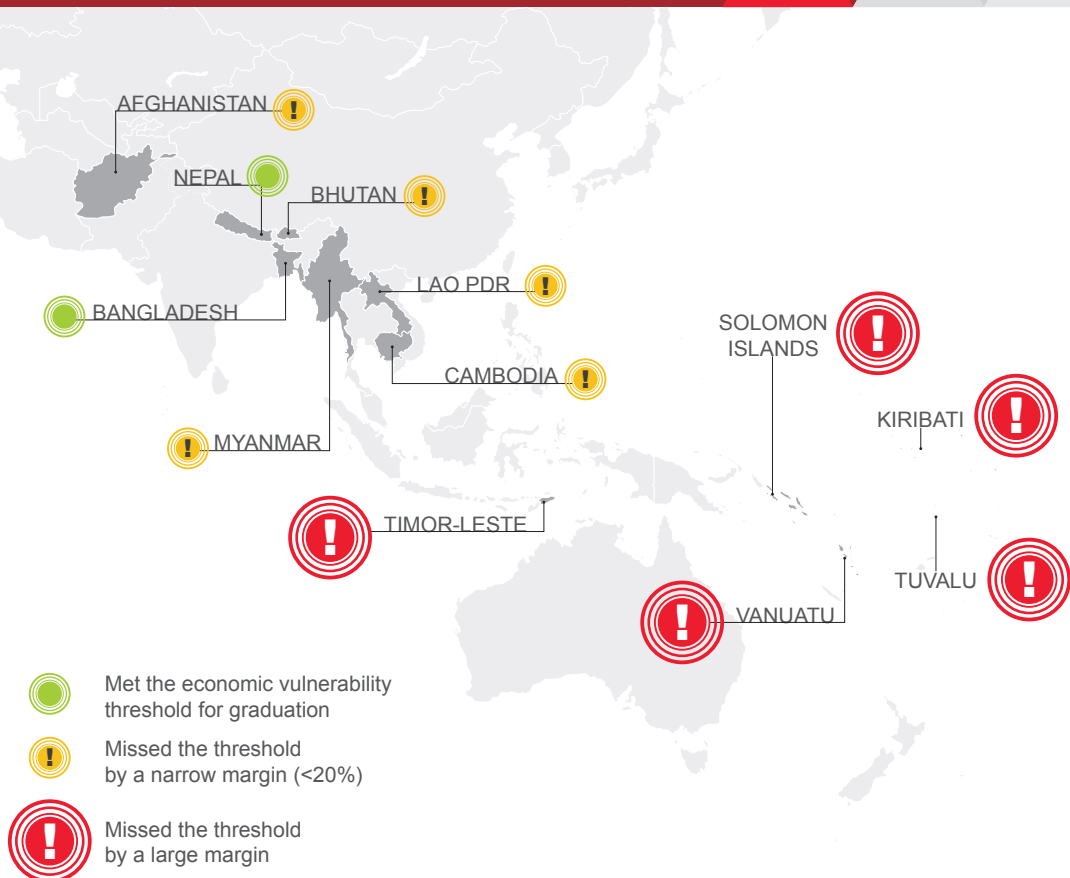 AFGHANISTAN
!
NEPAL
BHUTAN
!
LAO PDR
!
BANGLADESH
SOLOMON
ISLANDS
!
CAMBODIA
!
KIRIBATI
!
MYANMAR
!
TIMOR-LESTE
!
TUVALU
!
VANUATU
!
Met the economic vulnerability
threshold for graduation
!
Missed the threshold
by a narrow margin (<20%)
!
Missed the threshold
by a large margin